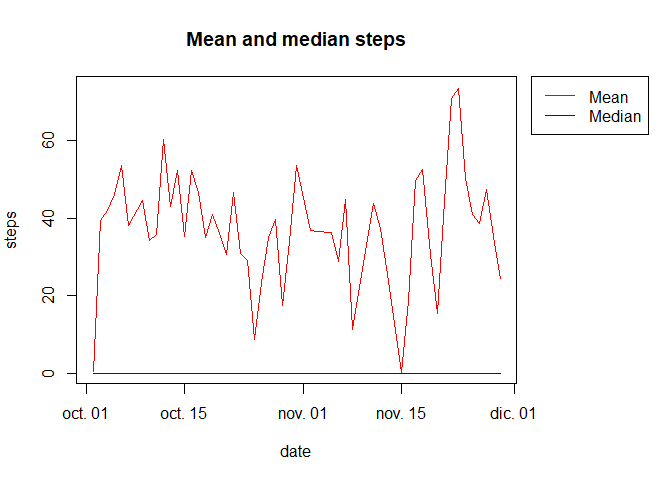 Mean and median steps
Mean
Median
steps
60
40
20
0
oct. 01 oct. 15 nov. 01 nov. 15 dic. 01
date